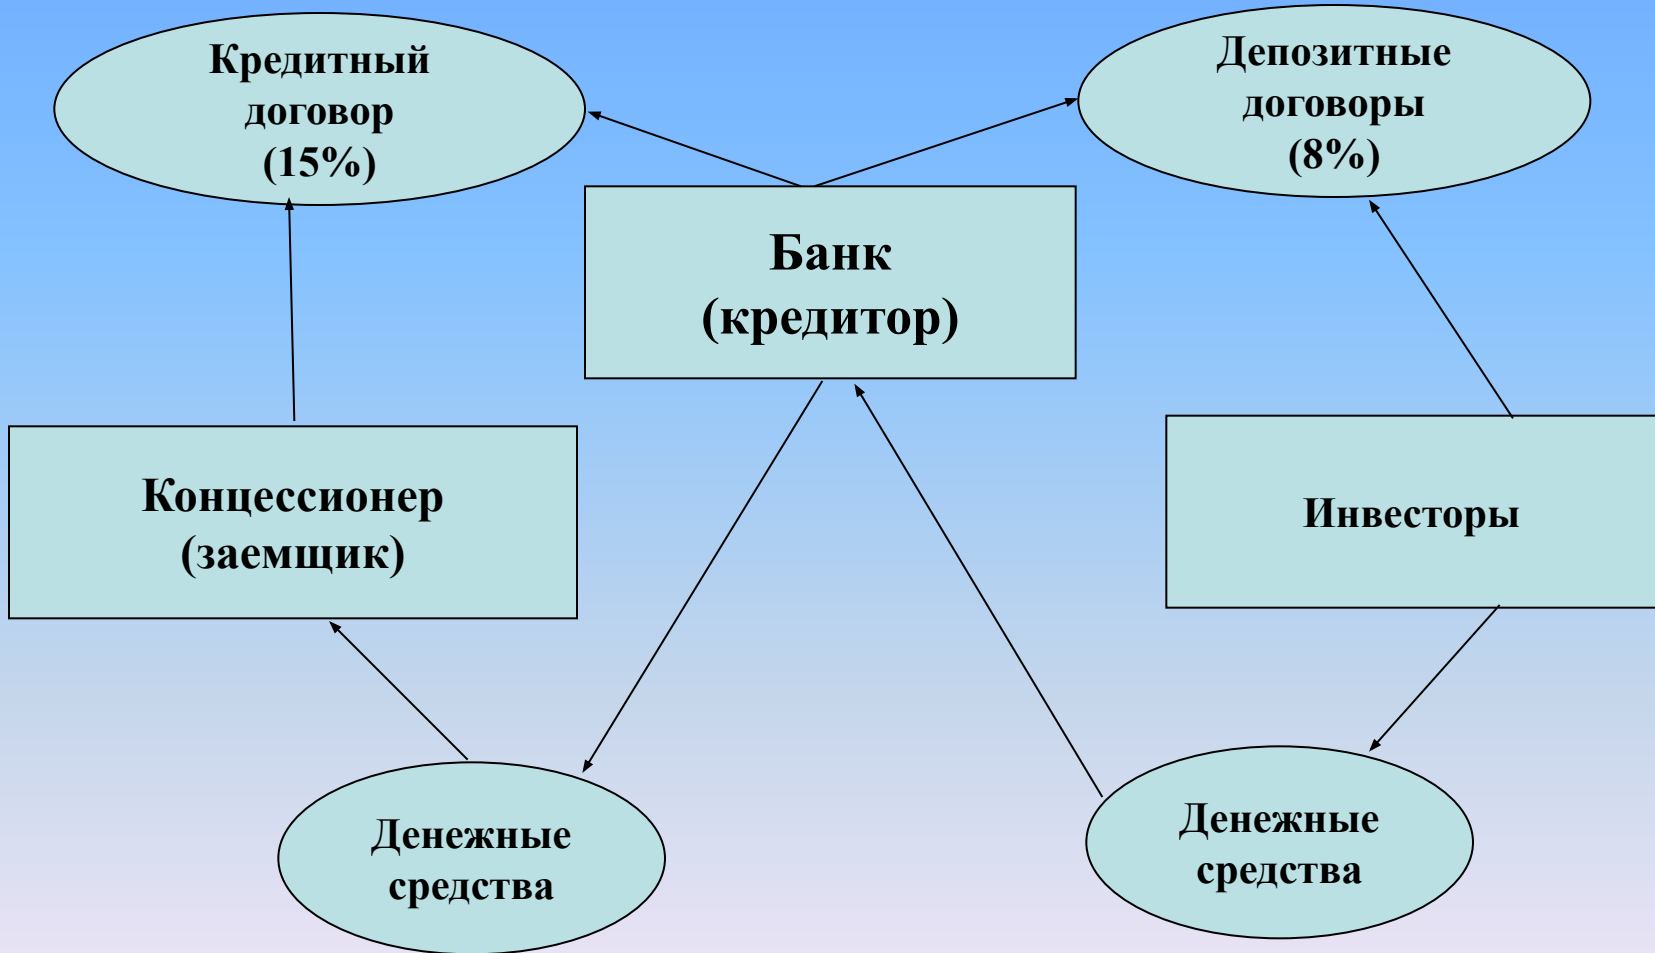 Кредитный
договор
(15%)
Депозитные
договоры
(8%)
Банк
(кредитор)
Концессионер
(заемщик)
Инвесторы
Денежные
средства
Денежные
средства